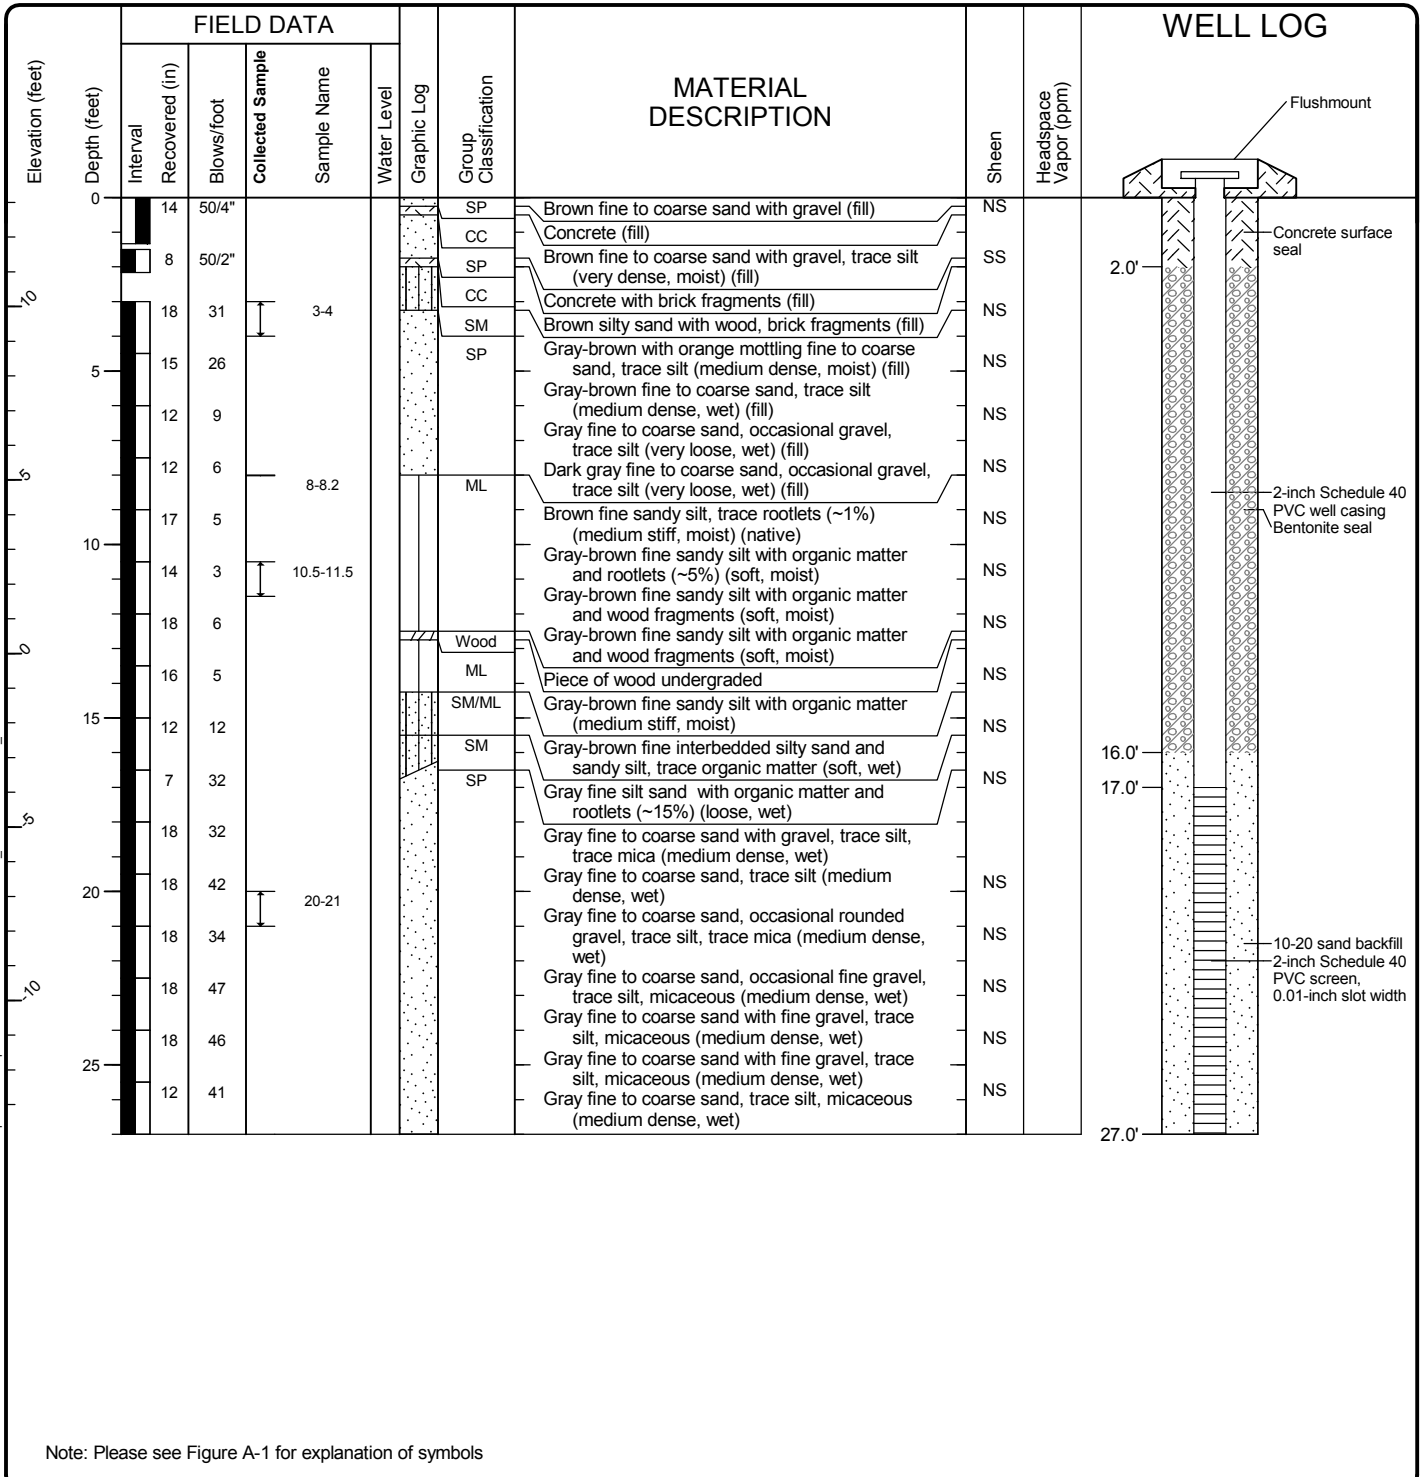 FIELD DATA
WELL LOG
Elevation (feet)
Depth (feet)
Interval
Recovered (in)
Blows/foot
Collected Sample
Sample Name
Water Level
Graphic Log
Group
Classification
MATERIAL
DESCRIPTION
Sheen
Headspace
Vapor (ppm)
Flushmount
0
14 50/4" SP Brown fine to coarse sand with gravel (fill) NS
CC Concrete (fill)
Concrete surface
seal
8 50/2" SP Brown fine to coarse sand with gravel, trace silt SS
(very dense, moist) (fill)
2.0'
10
CC Concrete with brick fragments (fill)
18 31 3-4 NS
SM Brown silty sand with wood, brick fragments (fill)
SP Gray-brown with orange mottling fine to coarse
15 26 sand, trace silt (medium dense, moist) (fill) NS
5
Gray-brown fine to coarse sand, trace silt
12 9 (medium dense, wet) (fill) NS
Gray fine to coarse sand, occasional gravel,
trace silt (very loose, wet) (fill)
12 6 NS
5
Dark gray fine to coarse sand, occasional gravel,
8-8.2 ML trace silt (very loose, wet) (fill)
2-inch Schedule 40
PVC well casing
Bentonite seal
17 5 Brown fine sandy silt, trace rootlets (~1%) NS
(medium stiff, moist) (native)
10
Gray-brown fine sandy silt with organic matter
14 3 10.5-11.5 and rootlets (~5%) (soft, moist) NS
Gray-brown fine sandy silt with organic matter
and wood fragments (soft, moist)
18 6 NS
0
Wood Gray-brown fine sandy silt with organic matter
and wood fragments (soft, moist)
16 5 ML Piece of wood undergraded NS
SM/ML Gray-brown fine sandy silt with organic matter
(medium stiff, moist)
15
12 12 NS
SM Gray-brown fine interbedded silty sand and
sandy silt, trace organic matter (soft, wet)
16.0'
7 32 SP NS
17.0'
Gray fine silt sand with organic matter and
rootlets (~15%) (loose, wet)
-5
18 32 Gray fine to coarse sand with gravel, trace silt,
trace mica (medium dense, wet)
18 42 Gray fine to coarse sand, trace silt (medium NS
dense, wet)
20
20-21
Gray fine to coarse sand, occasional rounded
18 34 gravel, trace silt, trace mica (medium dense, NS
wet)
10-20 sand backfill
2-inch Schedule 40
PVC screen,
0.01-inch slot width
-10
18 47 Gray fine to coarse sand, occasional fine gravel, NS
trace silt, micaceous (medium dense, wet)
Gray fine to coarse sand with fine gravel, trace
18 46 silt, micaceous (medium dense, wet) NS
25
Gray fine to coarse sand with fine gravel, trace
silt, micaceous (medium dense, wet)
12 41 Gray fine to coarse sand, trace silt, micaceous NS
(medium dense, wet)
27.0'
Note: Please see Figure A-1 for explanation of symbols